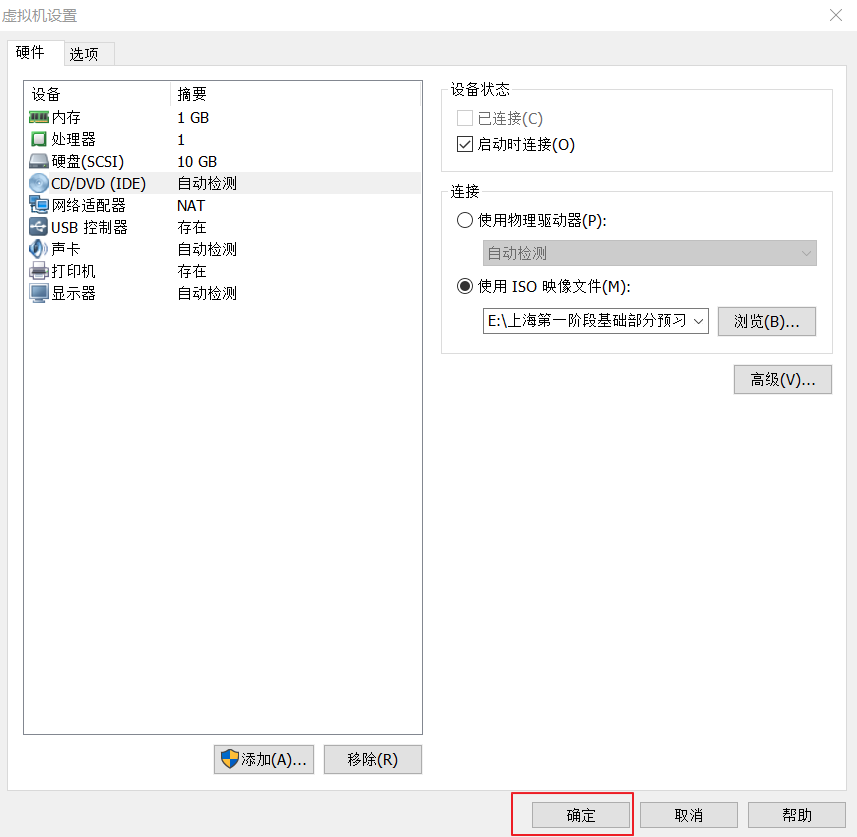 虚拟机设置
硬件 选项
设备 摘要
内存 1 GB
处理器 1
硬盘(SCSI) 10 GB
CD/DVD (IDE) 自动检测
网络适配器 NAT
USB 控制器 存在
声卡 自动检测
打印机 存在
显示器 自动检测
添加(A)... 移除(R)
设备状态
已连接(C)
启动时连接(O)
连接
使用物理驱动器(P):
自动检测
使用 ISO 映像文件(M):
E:\上海第一阶段基础部分预习 浏览(B)...
高级(V)...
确定 取消 帮助